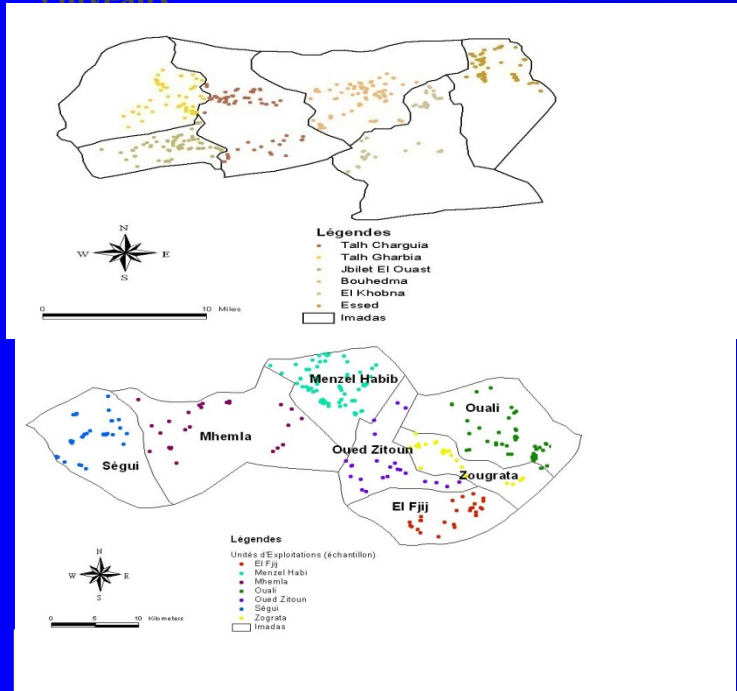 N
W E
S
0 10 Miles
Légendes
Talh Charguia
Talh Gharbia
Jbilet El Ouast
Bouhedma
El Khobna
Essed
Imadas
Menzel Habib
Ouali
Mhemla
Oued Zitoun
Ségui
Zougrata
El Fjij
Légendes
Unités d'Exploitations (échantillon)
El Fjij
Menzel Habi
Mhemla
Ouali
Oued Zitoun
Ségui
Zograta
Imadas
N
W E
S
0 5 10 Kilometers